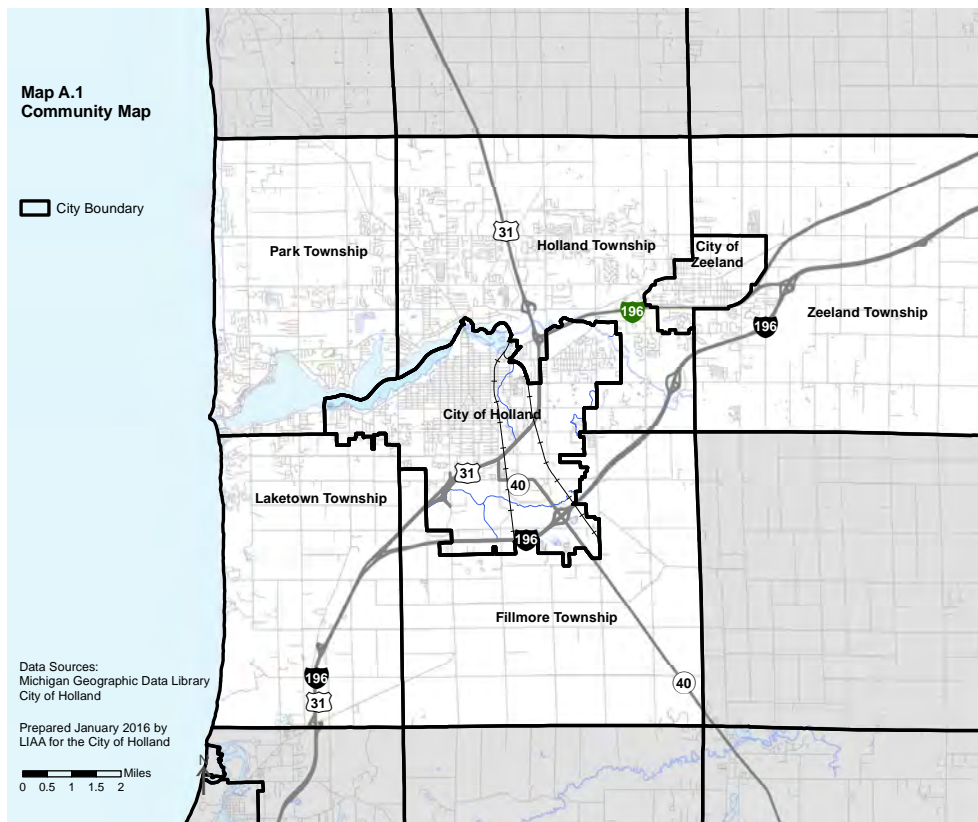 Map A.1
Community Map
City Boundary
31
Park Township
Holland Township
City of
Zeeland
196
196
Zeeland Township
City of Holland
31
40
Laketown Township
196
Fillmore Township
196
31
40
Data Sources:
Michigan Geographic Data Library
City of Holland
Prepared January 2016 by
LIAA for the City of Holland
N
Miles
0 0.5 1 1.5 2